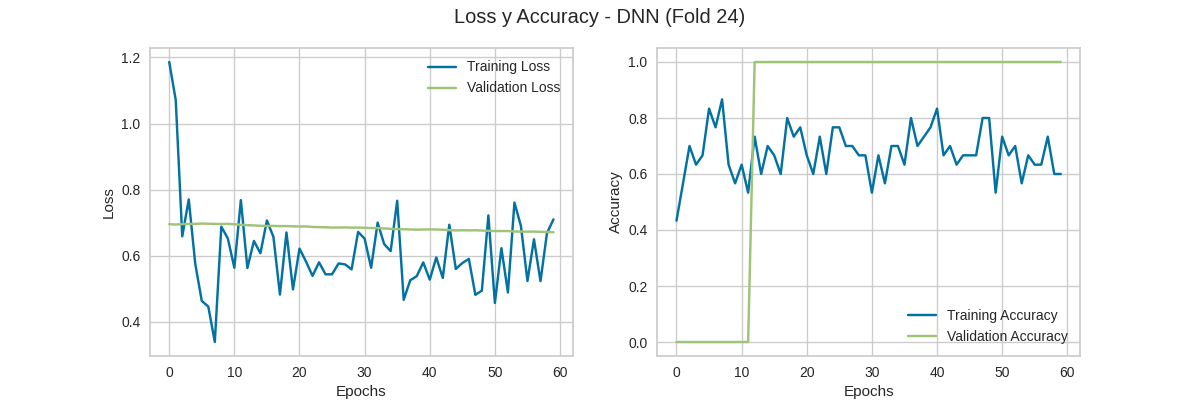 Loss y Accuracy - DNN (Fold 24)
1.2
1.0
0.8
0.6
0.4
Loss
0 10 20 30 40 50 60
Epochs
Training Loss
Validation Loss
1.0
0.8
0.6
0.4
0.2
0.0
Accuracy
0 10 20 30 40 50 60
Epochs
Training Accuracy
Validation Accuracy